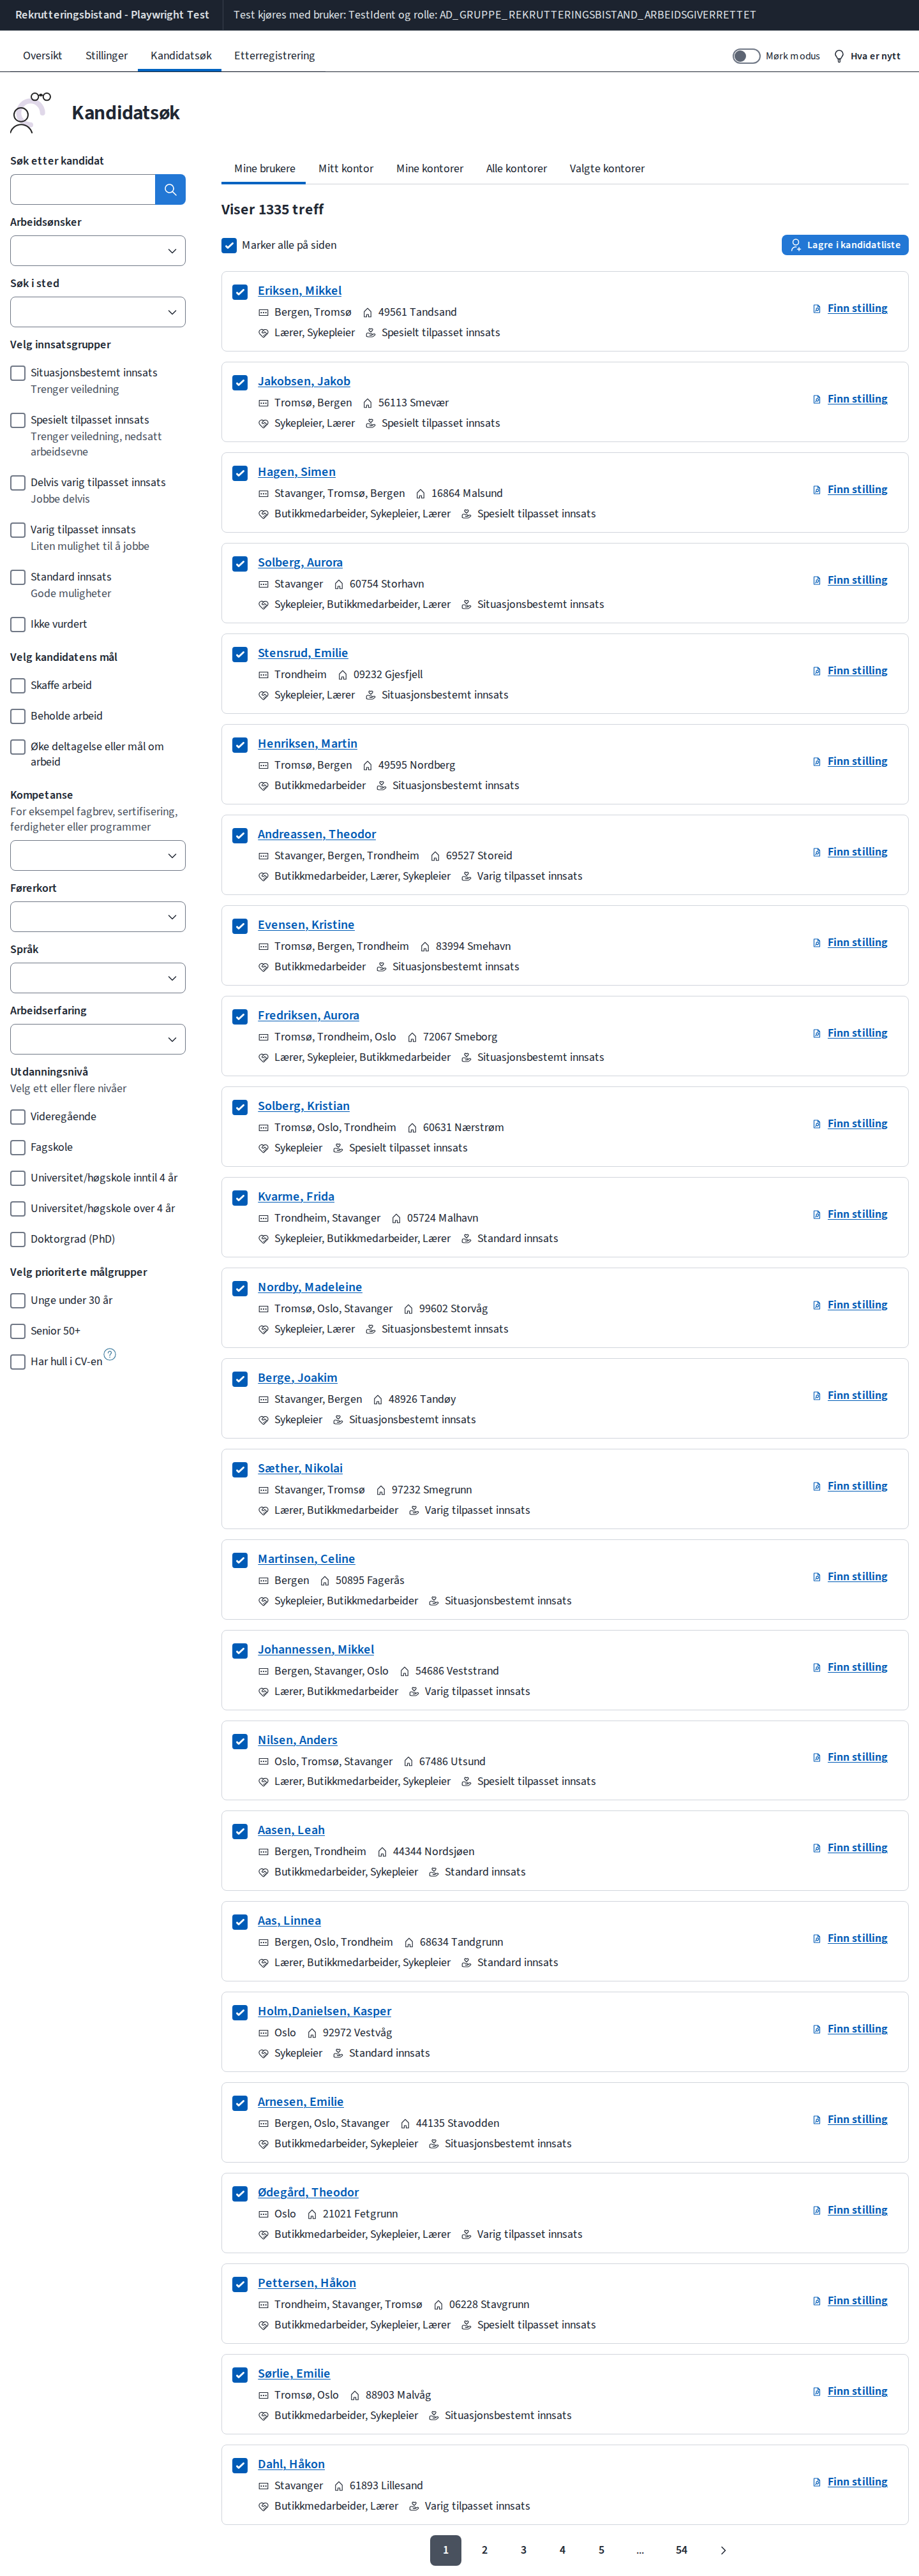 Rekrutteringsbistand - Playwright Test
Test kjøres med bruker: TestIdent og rolle: AD_GRUPPE_REKRUTTERINGSBISTAND_ARBEIDSGIVERRETTET
Oversikt
Stillinger
Kandidatsøk
Etterregistrering
Mørk modus
Hva er nytt
Kandidatsøk
Søk etter kandidat
Arbeidsønsker
Søk i sted
Velg innsatsgrupper
Situasjonsbestemt innsats
Trenger veiledning
Spesielt tilpasset innsats
Trenger veiledning, nedsatt
arbeidsevne
Delvis varig tilpasset innsats
Jobbe delvis
Varig tilpasset innsats
Liten mulighet til å jobbe
Standard innsats
Gode muligheter
Ikke vurdert
Velg kandidatens mål
Skaffe arbeid
Beholde arbeid
Øke deltagelse eller mål om
arbeid
Kompetanse
For eksempel fagbrev, sertifisering,
ferdigheter eller programmer
Førerkort
Språk
Arbeidserfaring
Utdanningsnivå
Velg ett eller flere nivåer
Videregående
Fagskole
Universitet/høgskole inntil 4 år
Universitet/høgskole over 4 år
Doktorgrad (PhD)
Velg prioriterte målgrupper
Unge under 30 år
Senior 50+
Har hull i CV-en
Mine brukere
Mitt kontor
Mine kontorer
Alle kontorer
Valgte kontorer
Viser 1335 treff
Marker alle på siden
Lagre i kandidatliste
Eriksen, Mikkel
Bergen, Tromsø 49561 Tandsand
Lærer, Sykepleier Spesielt tilpasset innsats
Finn stilling
Jakobsen, Jakob
Tromsø, Bergen 56113 Smevær
Sykepleier, Lærer Spesielt tilpasset innsats
Finn stilling
Hagen, Simen
Stavanger, Tromsø, Bergen 16864 Malsund
Butikkmedarbeider, Sykepleier, Lærer Spesielt tilpasset innsats
Finn stilling
Solberg, Aurora
Stavanger 60754 Storhavn
Sykepleier, Butikkmedarbeider, Lærer Situasjonsbestemt innsats
Finn stilling
Stensrud, Emilie
Trondheim 09232 Gjesfjell
Sykepleier, Lærer Situasjonsbestemt innsats
Finn stilling
Henriksen, Martin
Tromsø, Bergen 49595 Nordberg
Butikkmedarbeider Situasjonsbestemt innsats
Finn stilling
Andreassen, Theodor
Stavanger, Bergen, Trondheim 69527 Storeid
Butikkmedarbeider, Lærer, Sykepleier Varig tilpasset innsats
Finn stilling
Evensen, Kristine
Tromsø, Bergen, Trondheim 83994 Smehavn
Butikkmedarbeider Situasjonsbestemt innsats
Finn stilling
Fredriksen, Aurora
Tromsø, Trondheim, Oslo 72067 Smeborg
Lærer, Sykepleier, Butikkmedarbeider Situasjonsbestemt innsats
Finn stilling
Solberg, Kristian
Tromsø, Oslo, Trondheim 60631 Nærstrøm
Sykepleier Spesielt tilpasset innsats
Finn stilling
Kvarme, Frida
Trondheim, Stavanger 05724 Malhavn
Sykepleier, Butikkmedarbeider, Lærer Standard innsats
Finn stilling
Nordby, Madeleine
Tromsø, Oslo, Stavanger 99602 Storvåg
Sykepleier, Lærer Situasjonsbestemt innsats
Finn stilling
Berge, Joakim
Stavanger, Bergen 48926 Tandøy
Sykepleier Situasjonsbestemt innsats
Finn stilling
Sæther, Nikolai
Stavanger, Tromsø 97232 Smegrunn
Lærer, Butikkmedarbeider Varig tilpasset innsats
Finn stilling
Martinsen, Celine
Bergen 50895 Fagerås
Sykepleier, Butikkmedarbeider Situasjonsbestemt innsats
Finn stilling
Johannessen, Mikkel
Bergen, Stavanger, Oslo 54686 Veststrand
Lærer, Butikkmedarbeider Varig tilpasset innsats
Finn stilling
Nilsen, Anders
Oslo, Tromsø, Stavanger 67486 Utsund
Lærer, Butikkmedarbeider, Sykepleier Spesielt tilpasset innsats
Finn stilling
Aasen, Leah
Bergen, Trondheim 44344 Nordsjøen
Butikkmedarbeider, Sykepleier Standard innsats
Finn stilling
Aas, Linnea
Bergen, Oslo, Trondheim 68634 Tandgrunn
Lærer, Butikkmedarbeider, Sykepleier Standard innsats
Finn stilling
Holm,Danielsen, Kasper
Oslo 92972 Vestvåg
Sykepleier Standard innsats
Finn stilling
Arnesen, Emilie
Bergen, Oslo, Stavanger 44135 Stavodden
Butikkmedarbeider, Sykepleier Situasjonsbestemt innsats
Finn stilling
Ødegård, Theodor
Oslo 21021 Fetgrunn
Butikkmedarbeider, Sykepleier, Lærer Varig tilpasset innsats
Finn stilling
Pettersen, Håkon
Trondheim, Stavanger, Tromsø 06228 Stavgrunn
Butikkmedarbeider, Sykepleier, Lærer Spesielt tilpasset innsats
Finn stilling
Sørlie, Emilie
Tromsø, Oslo 88903 Malvåg
Butikkmedarbeider, Sykepleier Situasjonsbestemt innsats
Finn stilling
Dahl, Håkon
Stavanger 61893 Lillesand
Butikkmedarbeider, Lærer Varig tilpasset innsats
Finn stilling
1 2 3 4 5 ... 54